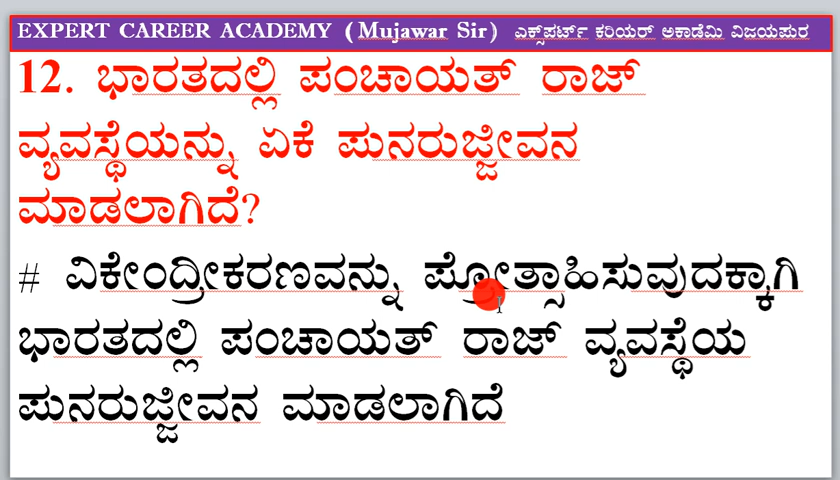 EXPERT CAREER ACADEMY (Mujawar Sir) ಎಕ್ಸ್‌ಪರ್ಟ್ ಕರಿಯರ್ ಅಕಾಡೆಮಿ ವಿಜಯಪುರ
12. ಭಾರತದಲ್ಲಿ ಪಂಚಾಯತ್ ರಾಜ್
ವ್ಯವಸ್ಥೆಯನ್ನು ಏಕೆ ಪುನರುಜ್ಜೀವನ
ಮಾಡಲಾಗಿದೆ?
# ವಿಕೇಂದ್ರೀಕರಣವನ್ನು ಪ್ರೋತ್ಸಾಹಿಸುವುದಕ್ಕಾಗಿ
ಭಾರತದಲ್ಲಿ ಪಂಚಾಯತ್ ರಾಜ್ ವ್ಯವಸ್ಥೆಯ
ಪುನರುಜ್ಜೀವನ ಮಾಡಲಾಗಿದೆ